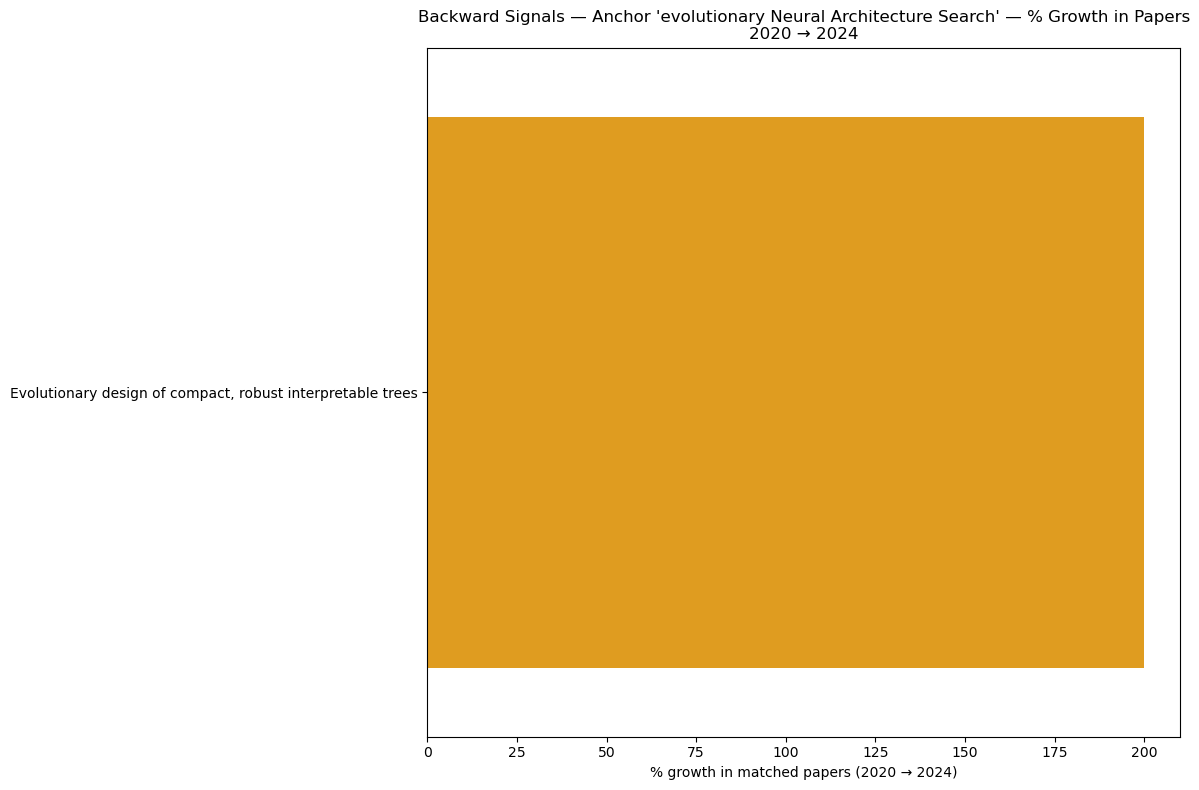 Backward Signals — Anchor 'evolutionary Neural Architecture Search' — % Growth in Papers
2020 → 2024
Evolutionary design of compact, robust interpretable trees
0 25 50 75 100 125 150 175 200
% growth in matched papers (2020 → 2024)